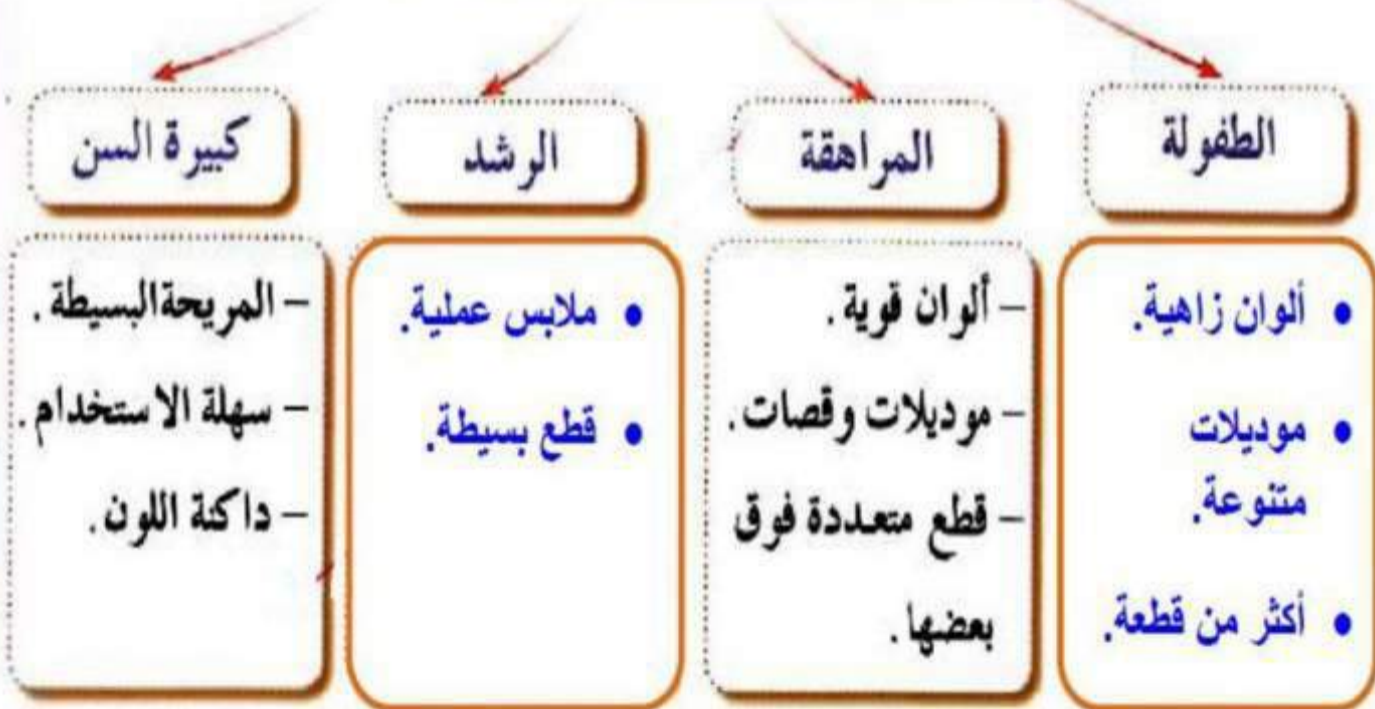 الطفولة
المراهقة
الرشد
كبيرة السن
• ألوان زاهية.
• موديلات
متنوعة.
• أكثر من قطعة.
– ألوان قوية.
– موديلات وقصات.
– قطع متعددة فوق
بعضها.
• ملابس عملية.
• قطع بسيطة.
– المريحة البسيطة.
– سهلة الاستخدام.
– داكنة اللون.